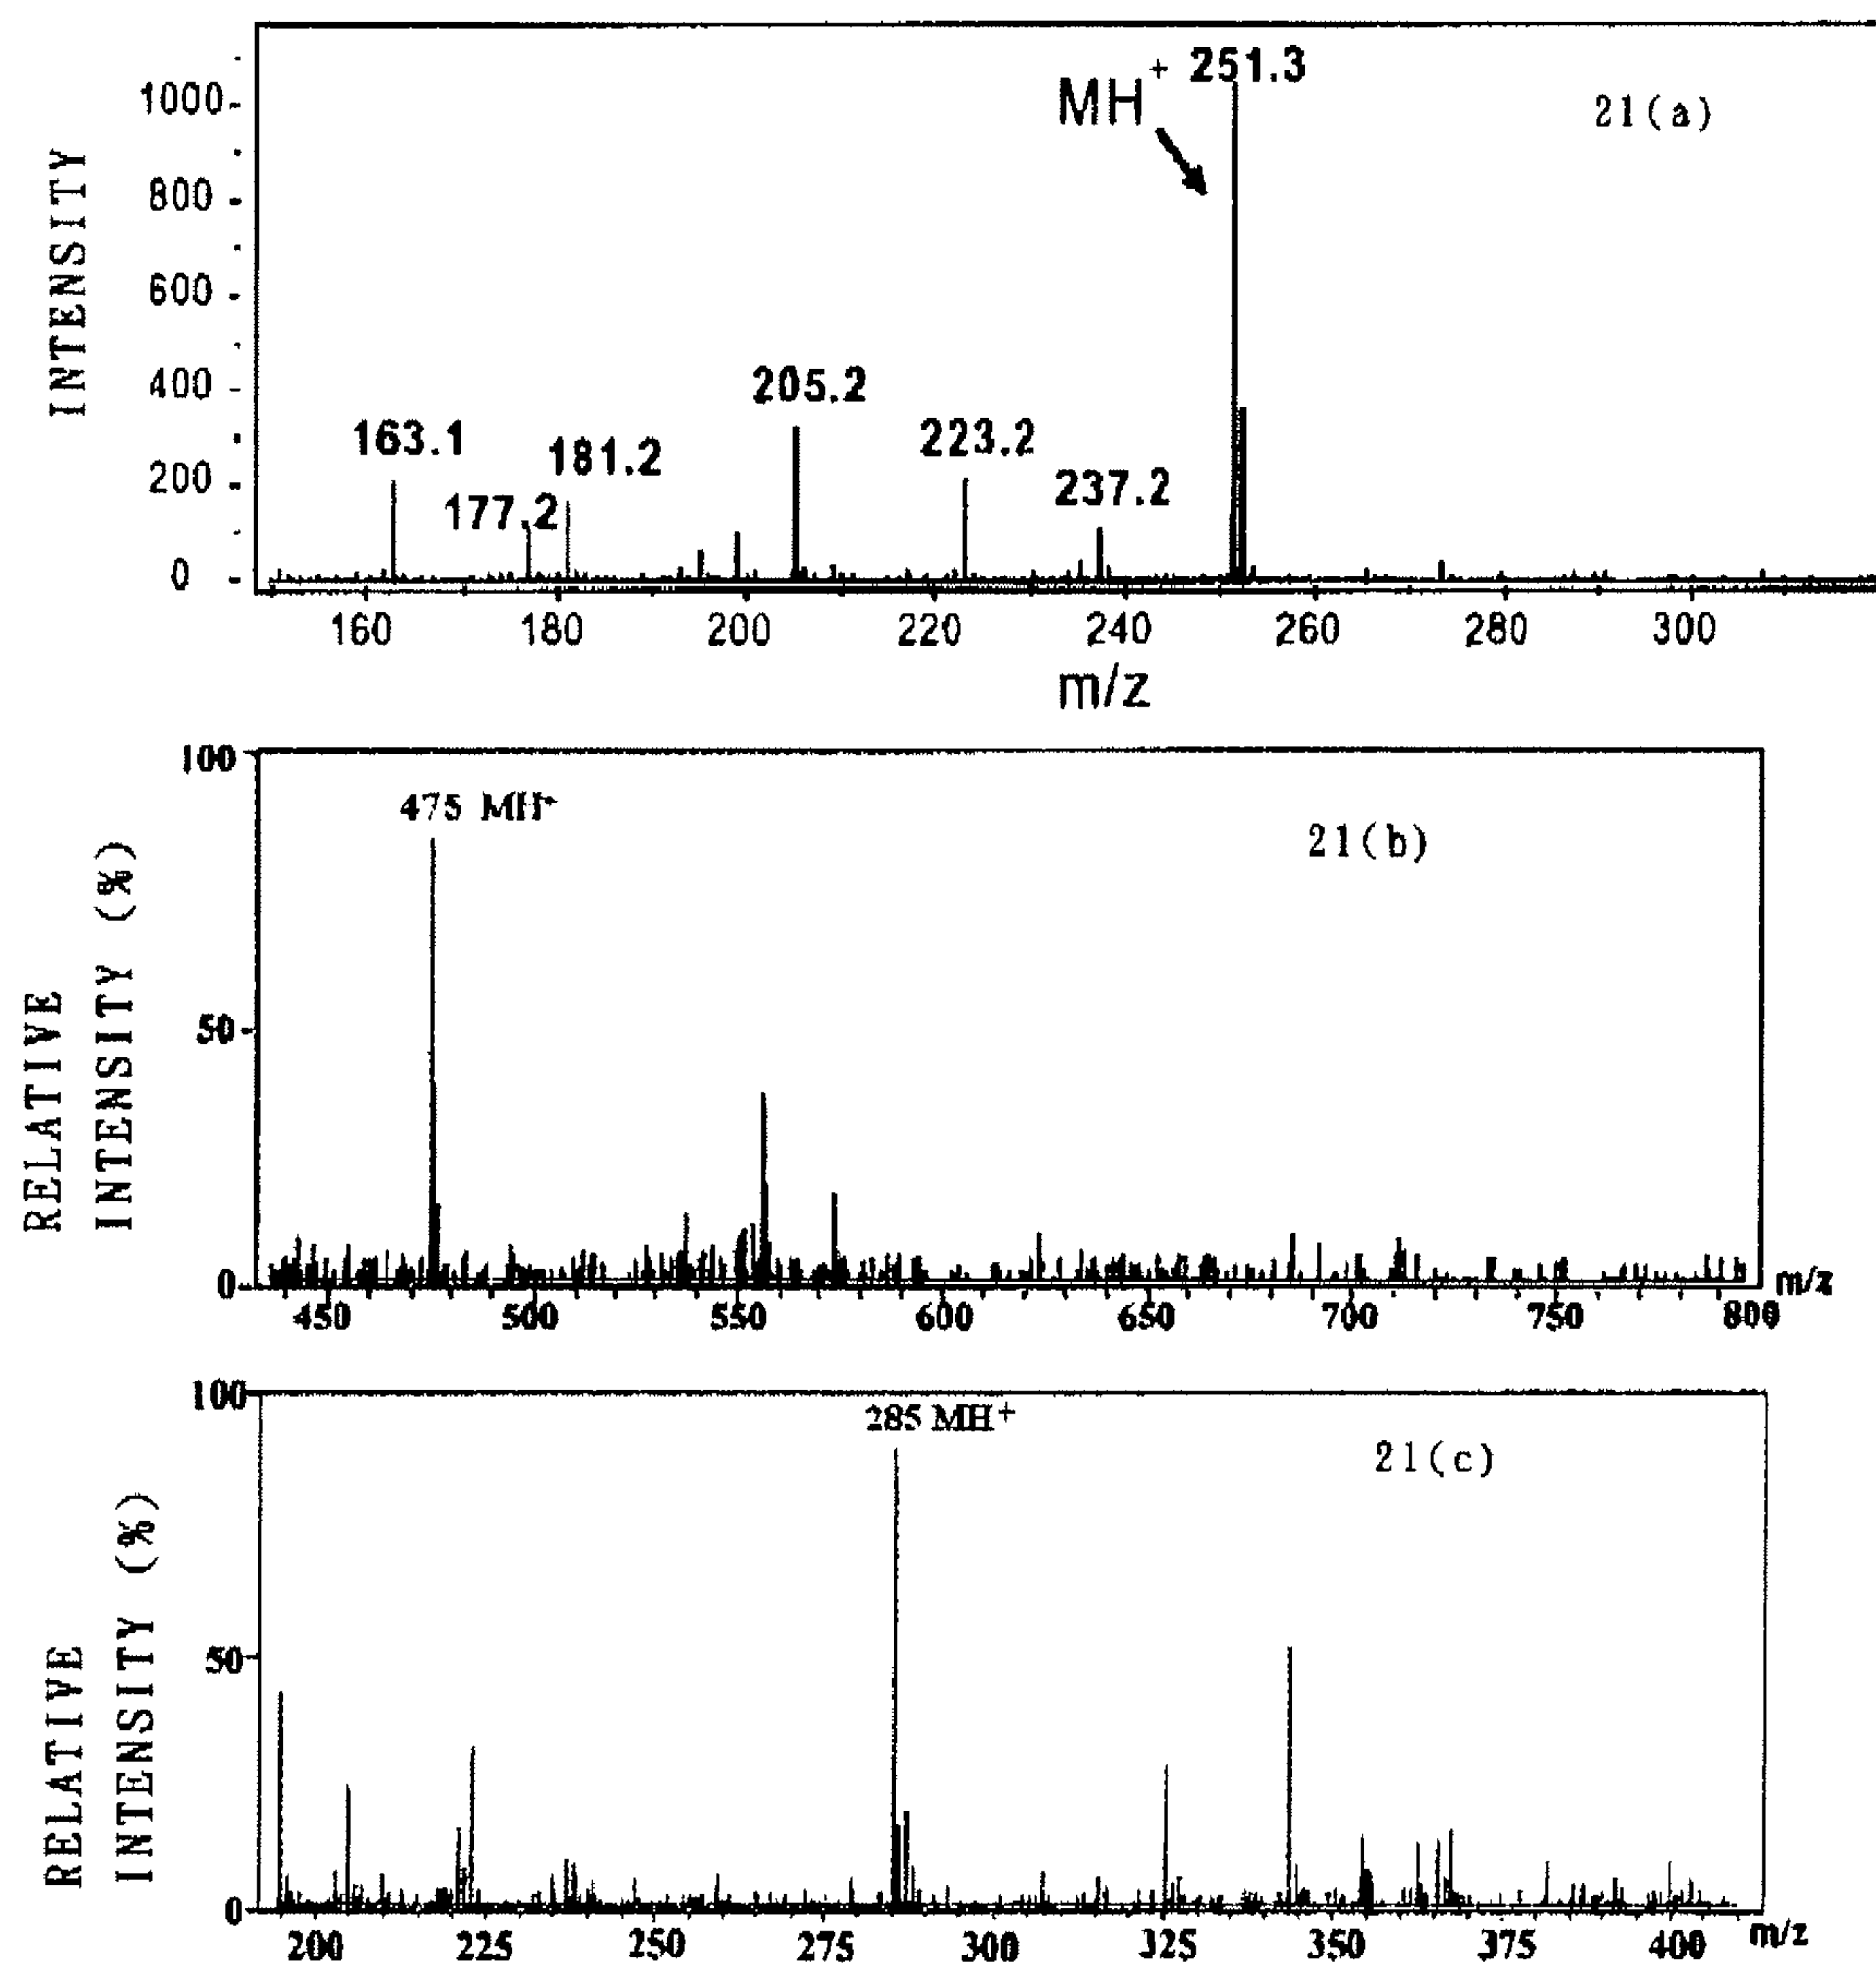 MH+ 251.3
21(a)
1000
800
600
400
200
0
INTENSITY
163.1
177.2
181.2
205.2
223.2
237.2
160 180 200 220 240 260 280 300
m/z
100
50
0
RELATIVE
INTENSITY (%)
475 MH+
21(b)
450 500 550 600 650 700 750 800 m/z
100
50
0
RELATIVE
INTENSITY (%)
285 MH+
21(c)
200 225 250 275 300 325 350 375 400 m/z